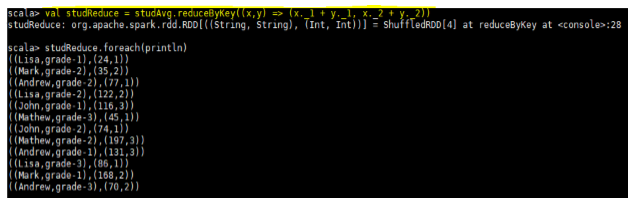 scala> val studReduce = studAvg.reduceByKey((x,y) => (x._1 + y._1, x._2 + y._2))
studReduce: org.apache.spark.rdd.RDD[((String, String), (Int, Int))] = ShuffledRDD[4] at reduceByKey at <console>:28
scala> studReduce.foreach(println)
((Lisa,grade-1),(24,1))
((Mark,grade-2),(35,2))
((Andrew,grade-2),(77,1))
((Lisa,grade-2),(122,2))
((John,grade-1),(116,3))
((Mathew,grade-3),(45,1))
((John,grade-2),(74,1))
((Mathew,grade-2),(197,3))
((Andrew,grade-1),(131,3))
((Lisa,grade-3),(86,1))
((Mark,grade-1),(168,2))
((Andrew,grade-3),(70,2))